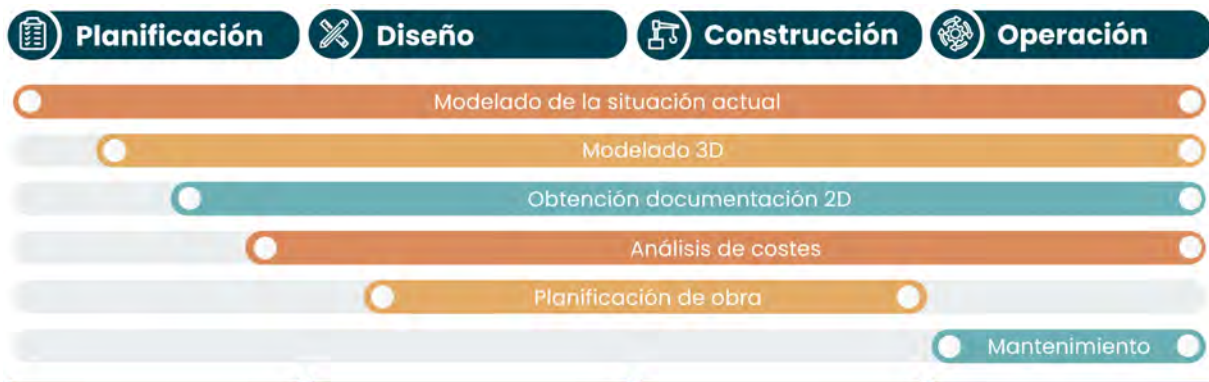 Planificación
Diseño
Construcción
Operación
Modelado de la situación actual
Modelado 3D
Obtención documentación 2D
Análisis de costes
Planificación de obra
Mantenimiento